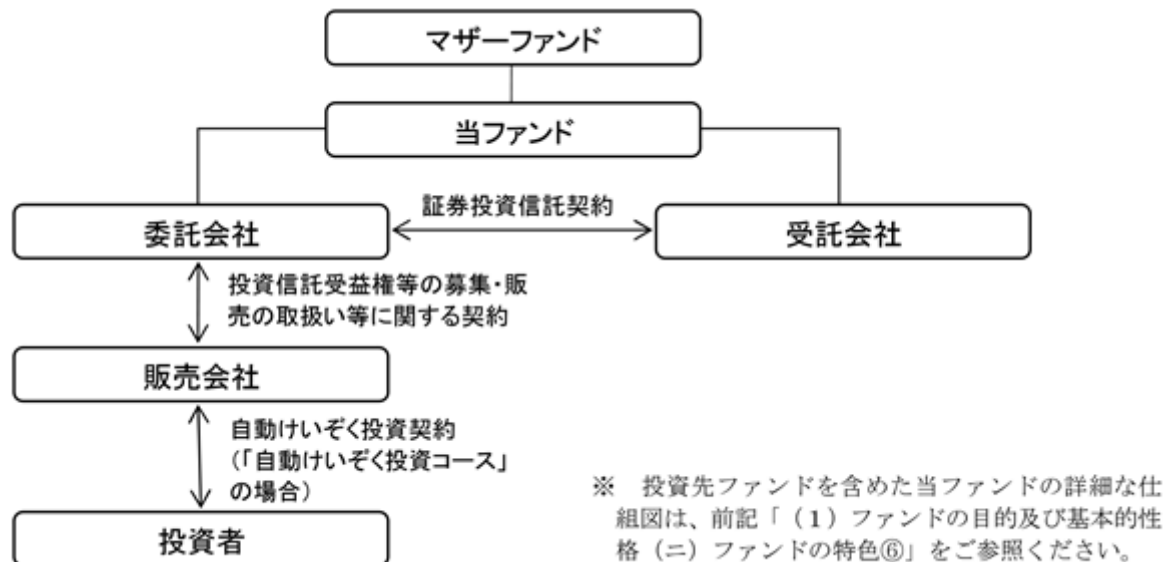 マザーファンド
当ファンド
証券投資信託契約
委託会社
受託会社
投資信託受益権等の募集・販
売の取扱い等に関する契約
販売会社
自動けいぞく投資契約
(「自動けいぞく投資コース」
の場合)
投資者
※ 投資先ファンドを含めた当ファンドの詳細な仕
組図は、前記「(1)ファンドの目的及び基本的性
格(ニ)ファンドの特色⑥」をご参照ください。